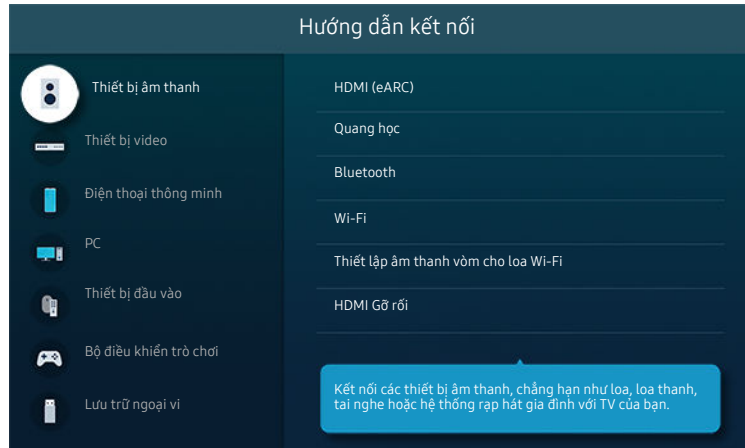 Hướng dẫn kết nối
Thiết bị âm thanh
Thiết bị video
Điện thoại thông minh
PC
Thiết bị đầu vào
Bộ điều khiển trò chơi
Lưu trữ ngoại vi
HDMI (eARC)
Quang học
Bluetooth
Wi-Fi
Thiết lập âm thanh vòm cho loa Wi-Fi
HDMI Gỡ rối
Kết nối các thiết bị âm thanh, chẳng hạn như loa, loa thanh,
tai nghe hoặc hệ thống rạp hát gia đình với TV của bạn.